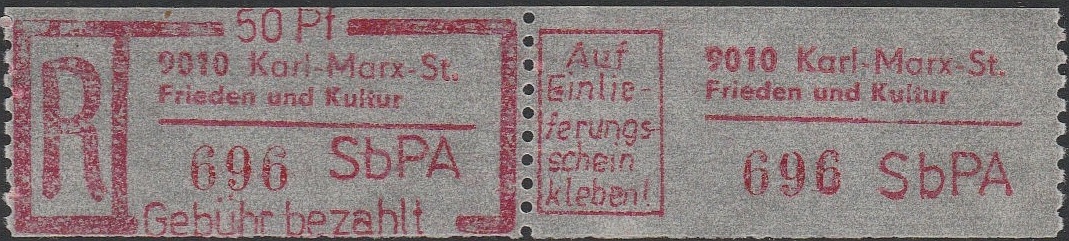 50 Pf
R
9010 Karl-Marx-St.
Frieden und Kultur
696 SbPA
Gebühr bezahlt
Auf
Einlie-
ferungs-
schein
kleben!
9010 Karl-Marx-St.
Frieden und Kultur
696 SbPA